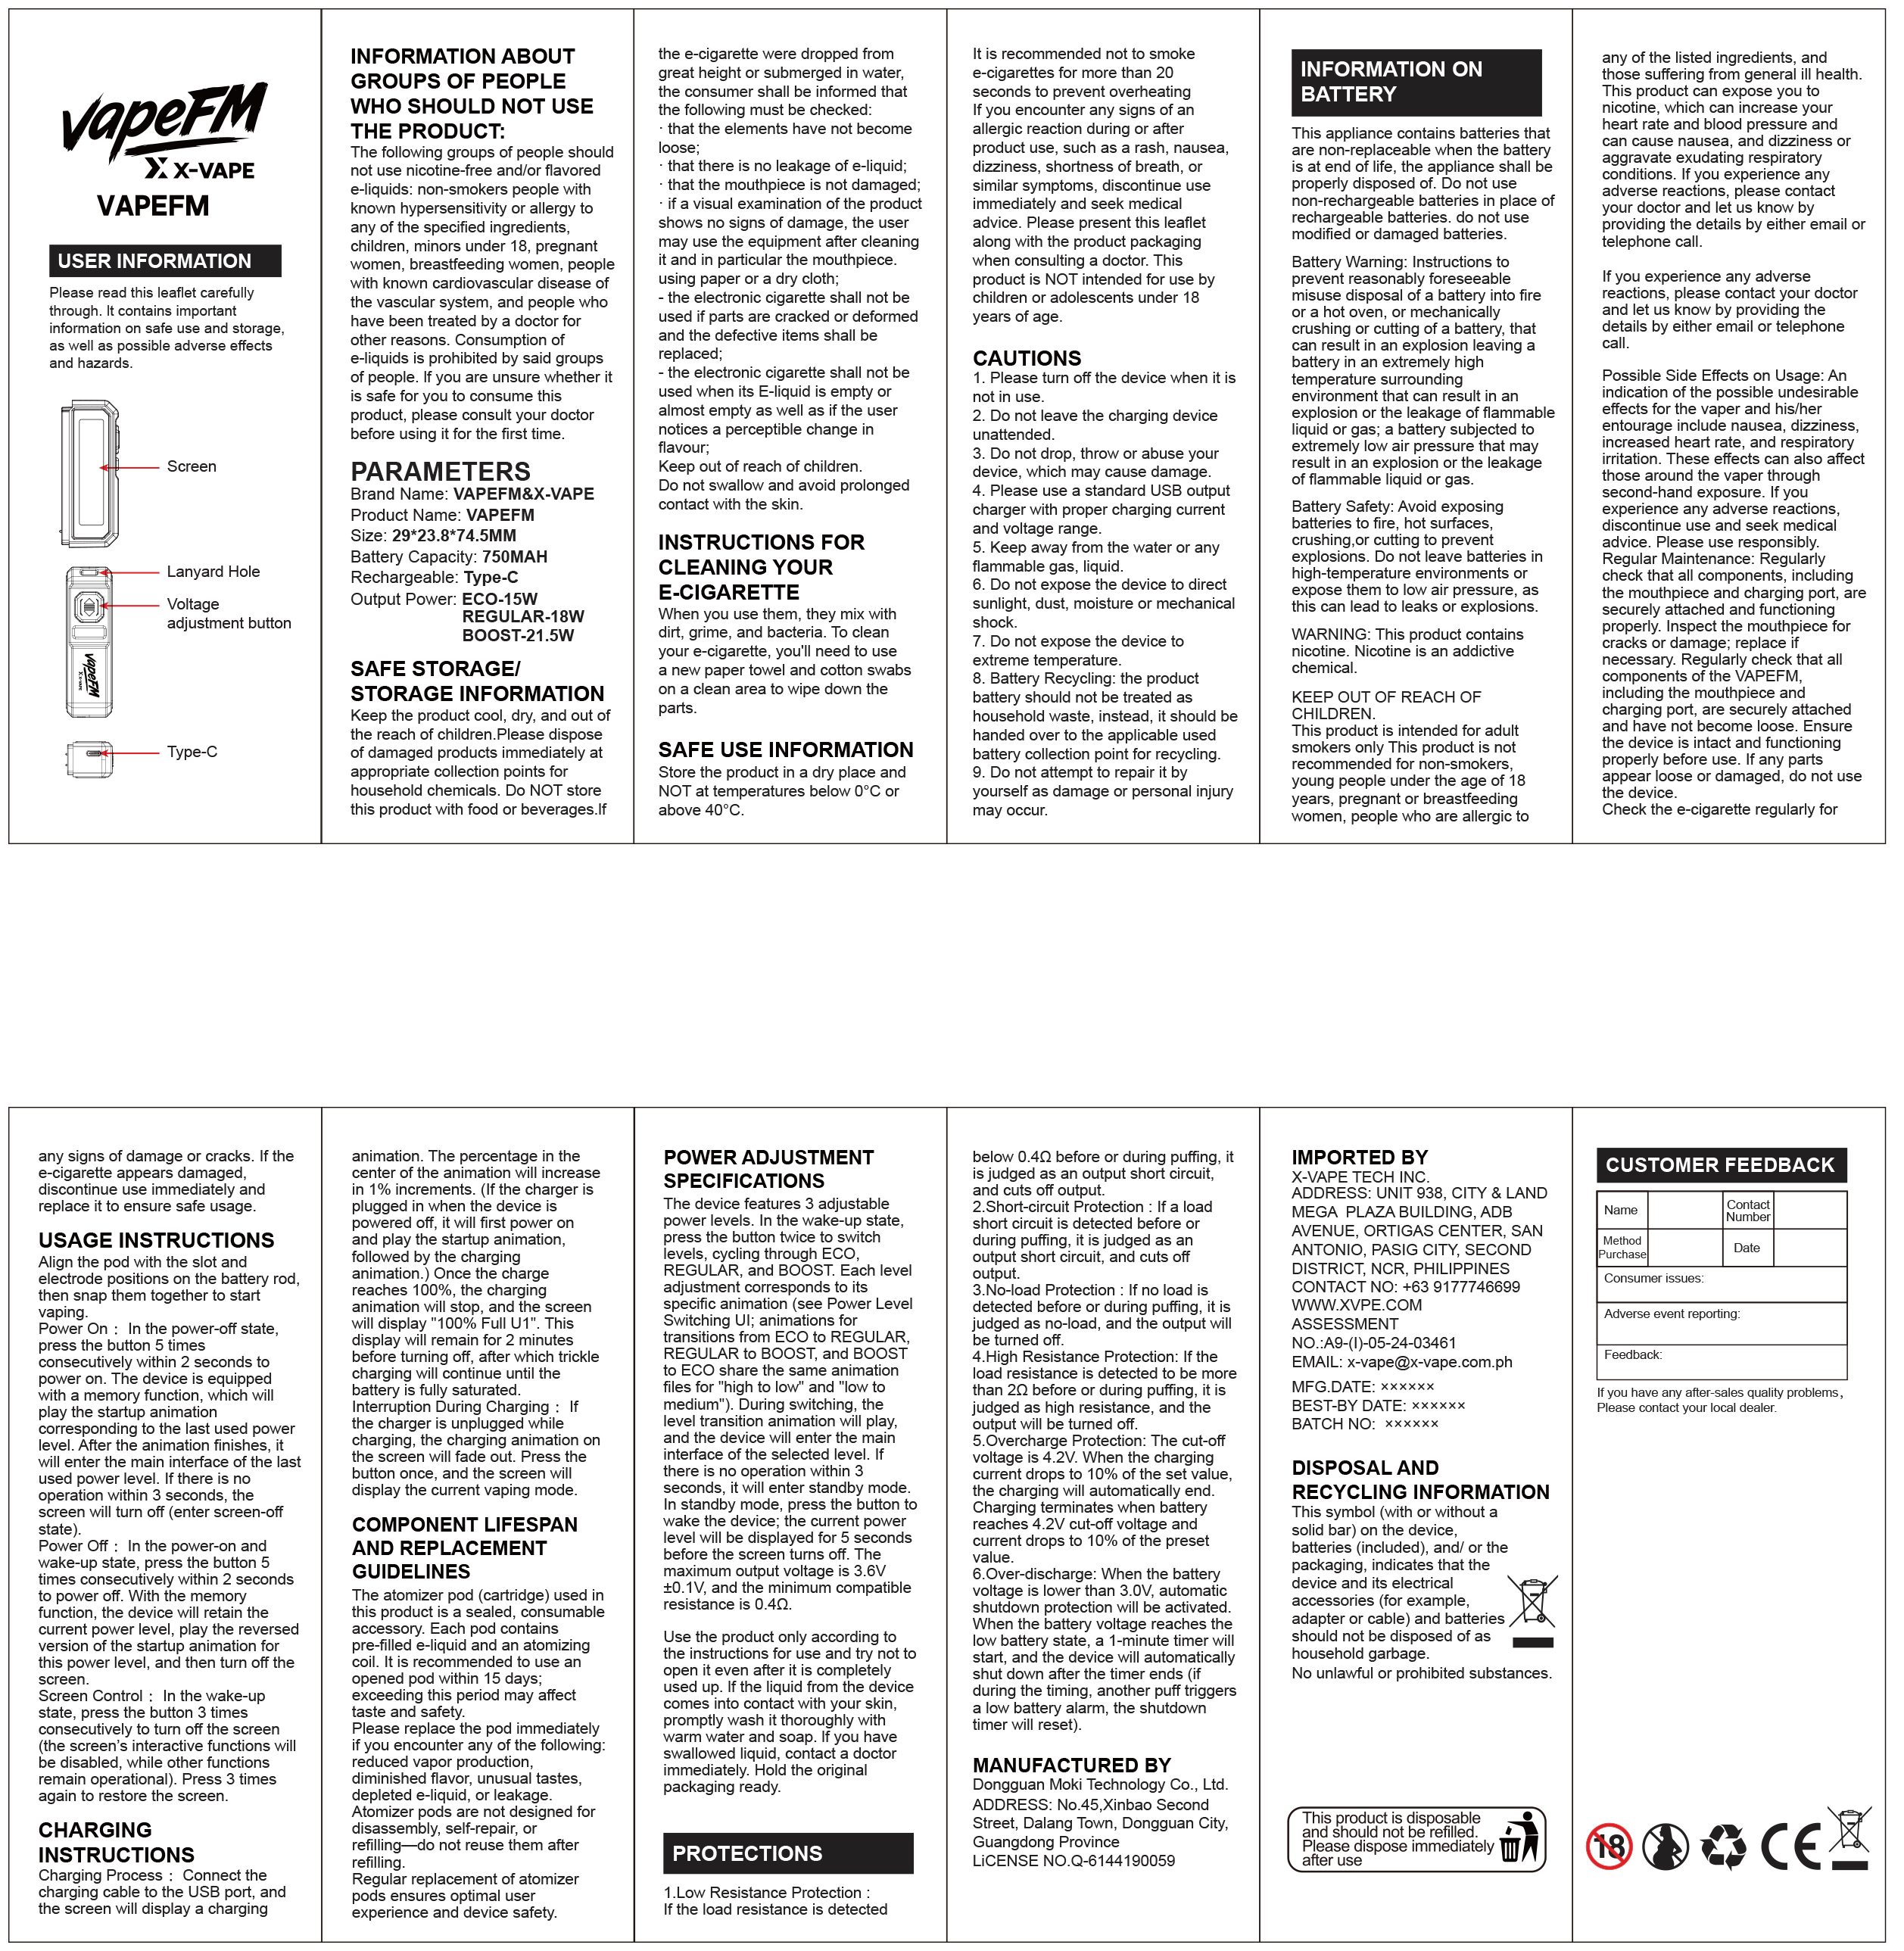 vapeFM
X-VAPE
VAPEFM
USER INFORMATION
Please read this leaflet carefully
through. It contains important
information on safe use and storage,
as well as possible adverse effects
and hazards.
Screen
Lanyard Hole
Voltage
adjustment button
vapeFM
X-VAPE
Type-C
INFORMATION ABOUT
GROUPS OF PEOPLE
WHO SHOULD NOT USE
THE PRODUCT:
The following groups of people should
not use nicotine-free and/or flavored
e-liquids: non-smokers people with
known hypersensitivity or allergy to
any of the specified ingredients,
children, minors under 18, pregnant
women, breastfeeding women, people
with known cardiovascular disease of
the vascular system, and people who
have been treated by a doctor for
other reasons. Consumption of
e-liquids is prohibited by said groups
of people. If you are unsure whether it
is safe for you to consume this
product, please consult your doctor
before using it for the first time.
PARAMETERS
Brand Name: VAPEFM&X-VAPE
Product Name: VAPEFM
Size: 29*23.8*74.5MM
Battery Capacity: 750MAH
Rechargeable: Type-C
Output Power: ECO-15W
REGULAR-18W
BOOST-21.5W
SAFE STORAGE/
STORAGE INFORMATION
Keep the product cool, dry, and out of
the reach of children.Please dispose
of damaged products immediately at
appropriate collection points for
household chemicals. Do NOT store
this product with food or beverages.If
the e-cigarette were dropped from
great height or submerged in water,
the consumer shall be informed that
the following must be checked:
· that the elements have not become
loose;
· that there is no leakage of e-liquid;
· that the mouthpiece is not damaged;
· if a visual examination of the product
shows no signs of damage, the user
may use the equipment after cleaning
it and in particular the mouthpiece.
using paper or a dry cloth;
- the electronic cigarette shall not be
used if parts are cracked or deformed
and the defective items shall be
replaced;
- the electronic cigarette shall not be
used when its E-liquid is empty or
almost empty as well as if the user
notices a perceptible change in
flavour;
Keep out of reach of children.
Do not swallow and avoid prolonged
contact with the skin.
INSTRUCTIONS FOR
CLEANING YOUR
E-CIGARETTE
When you use them, they mix with
dirt, grime, and bacteria. To clean
your e-cigarette, you'll need to use
a new paper towel and cotton swabs
on a clean area to wipe down the
parts.
SAFE USE INFORMATION
Store the product in a dry place and
NOT at temperatures below 0°C or
above 40°C.
It is recommended not to smoke
e-cigarettes for more than 20
seconds to prevent overheating
If you encounter any signs of an
allergic reaction during or after
product use, such as a rash, nausea,
dizziness, shortness of breath, or
similar symptoms, discontinue use
immediately and seek medical
advice. Please present this leaflet
along with the product packaging
when consulting a doctor. This
product is NOT intended for use by
children or adolescents under 18
years of age.
CAUTIONS
1. Please turn off the device when it is
not in use.
2. Do not leave the charging device
unattended.
3. Do not drop, throw or abuse your
device, which may cause damage.
4. Please use a standard USB output
charger with proper charging current
and voltage range.
5. Keep away from the water or any
flammable gas, liquid.
6. Do not expose the device to direct
sunlight, dust, moisture or mechanical
shock.
7. Do not expose the device to
extreme temperature.
8. Battery Recycling: the product
battery should not be treated as
household waste, instead, it should be
handed over to the applicable used
battery collection point for recycling.
9. Do not attempt to repair it by
yourself as damage or personal injury
may occur.
INFORMATION ON
BATTERY
This appliance contains batteries that
are non-replaceable when the battery
is at end of life, the appliance shall be
properly disposed of. Do not use
non-rechargeable batteries in place of
rechargeable batteries. do not use
modified or damaged batteries.
Battery Warning: Instructions to
prevent reasonably foreseeable
misuse disposal of a battery into fire
or a hot oven, or mechanically
crushing or cutting of a battery, that
can result in an explosion leaving a
battery in an extremely high
temperature surrounding
environment that can result in an
explosion or the leakage of flammable
liquid or gas; a battery subjected to
extremely low air pressure that may
result in an explosion or the leakage
of flammable liquid or gas.
Battery Safety: Avoid exposing
batteries to fire, hot surfaces,
crushing,or cutting to prevent
explosions. Do not leave batteries in
high-temperature environments or
expose them to low air pressure, as
this can lead to leaks or explosions.
WARNING: This product contains
nicotine. Nicotine is an addictive
chemical.
KEEP OUT OF REACH OF
CHILDREN.
This product is intended for adult
smokers only This product is not
recommended for non-smokers,
young people under the age of 18
years, pregnant or breastfeeding
women, people who are allergic to
any of the listed ingredients, and
those suffering from general ill health.
This product can expose you to
nicotine, which can increase your
heart rate and blood pressure and
can cause nausea, and dizziness or
aggravate exudating respiratory
conditions. If you experience any
adverse reactions, please contact
your doctor and let us know by
providing the details by either email or
telephone call.
If you experience any adverse
reactions, please contact your doctor
and let us know by providing the
details by either email or telephone
call.
Possible Side Effects on Usage: An
indication of the possible undesirable
effects for the vaper and his/her
entourage include nausea, dizziness,
increased heart rate, and respiratory
irritation. These effects can also affect
those around the vaper through
second-hand exposure. If you
experience any adverse reactions,
discontinue use and seek medical
advice. Please use responsibly.
Regular Maintenance: Regularly
check that all components, including
the mouthpiece and charging port, are
securely attached and functioning
properly. Inspect the mouthpiece for
cracks or damage; replace if
necessary. Regularly check that all
components of the VAPEFM,
including the mouthpiece and
charging port, are securely attached
and have not become loose. Ensure
the device is intact and functioning
properly before use. If any parts
appear loose or damaged, do not use
the device.
Check the e-cigarette regularly for
any signs of damage or cracks. If the
e-cigarette appears damaged,
discontinue use immediately and
replace it to ensure safe usage.
USAGE INSTRUCTIONS
Align the pod with the slot and
electrode positions on the battery rod,
then snap them together to start
vaping.
Power On： In the power-off state,
press the button 5 times
consecutively within 2 seconds to
power on. The device is equipped
with a memory function, which will
play the startup animation
corresponding to the last used power
level. After the animation finishes, it
will enter the main interface of the last
used power level. If there is no
operation within 3 seconds, the
screen will turn off (enter screen-off
state).
Power Off： In the power-on and
wake-up state, press the button 5
times consecutively within 2 seconds
to power off. With the memory
function, the device will retain the
current power level, play the reversed
version of the startup animation for
this power level, and then turn off the
screen.
Screen Control： In the wake-up
state, press the button 3 times
consecutively to turn off the screen
(the screen’s interactive functions will
be disabled, while other functions
remain operational). Press 3 times
again to restore the screen.
CHARGING
INSTRUCTIONS
Charging Process： Connect the
charging cable to the USB port, and
the screen will display a charging
animation. The percentage in the
center of the animation will increase
in 1% increments. (If the charger is
plugged in when the device is
powered off, it will first power on
and play the startup animation,
followed by the charging
animation.) Once the charge
reaches 100%, the charging
animation will stop, and the screen
will display "100% Full U1". This
display will remain for 2 minutes
before turning off, after which trickle
charging will continue until the
battery is fully saturated.
Interruption During Charging： If
the charger is unplugged while
charging, the charging animation on
the screen will fade out. Press the
button once, and the screen will
display the current vaping mode.
COMPONENT LIFESPAN
AND REPLACEMENT
GUIDELINES
The atomizer pod (cartridge) used in
this product is a sealed, consumable
accessory. Each pod contains
pre-filled e-liquid and an atomizing
coil. It is recommended to use an
opened pod within 15 days;
exceeding this period may affect
taste and safety.
Please replace the pod immediately
if you encounter any of the following:
reduced vapor production,
diminished flavor, unusual tastes,
depleted e-liquid, or leakage.
Atomizer pods are not designed for
disassembly, self-repair, or
refilling—do not reuse them after
refilling.
Regular replacement of atomizer
pods ensures optimal user
experience and device safety.
POWER ADJUSTMENT
SPECIFICATIONS
The device features 3 adjustable
power levels. In the wake-up state,
press the button twice to switch
levels, cycling through ECO,
REGULAR, and BOOST. Each level
adjustment corresponds to its
specific animation (see Power Level
Switching UI; animations for
transitions from ECO to REGULAR,
REGULAR to BOOST, and BOOST
to ECO share the same animation
files for "high to low" and "low to
medium"). During switching, the
level transition animation will play,
and the device will enter the main
interface of the selected level. If
there is no operation within 3
seconds, it will enter standby mode.
In standby mode, press the button to
wake the device; the current power
level will be displayed for 5 seconds
before the screen turns off. The
maximum output voltage is 3.6V
±0.1V, and the minimum compatible
resistance is 0.4Ω.
Use the product only according to
the instructions for use and try not to
open it even after it is completely
used up. If the liquid from the device
comes into contact with your skin,
promptly wash it thoroughly with
warm water and soap. If you have
swallowed liquid, contact a doctor
immediately. Hold the original
packaging ready.
PROTECTIONS
1.Low Resistance Protection :
If the load resistance is detected
below 0.4Ω before or during puffing, it
is judged as an output short circuit,
and cuts off output.
2.Short-circuit Protection : If a load
short circuit is detected before or
during puffing, it is judged as an
output short circuit, and cuts off
output.
3.No-load Protection : If no load is
detected before or during puffing, it is
judged as no-load, and the output will
be turned off.
4.High Resistance Protection: If the
load resistance is detected to be more
than 2Ω before or during puffing, it is
judged as high resistance, and the
output will be turned off.
5.Overcharge Protection: The cut-off
voltage is 4.2V. When the charging
current drops to 10% of the set value,
the charging will automatically end.
Charging terminates when battery
reaches 4.2V cut-off voltage and
current drops to 10% of the preset
value.
6.Over-discharge: When the battery
voltage is lower than 3.0V, automatic
shutdown protection will be activated.
When the battery voltage reaches the
low battery state, a 1-minute timer will
start, and the device will automatically
shut down after the timer ends (if
during the timing, another puff triggers
a low battery alarm, the shutdown
timer will reset).
MANUFACTURED BY
Dongguan Moki Technology Co., Ltd.
ADDRESS: No.45,Xinbao Second
Street, Dalang Town, Dongguan City,
Guangdong Province
LiCENSE NO.Q-6144190059
IMPORTED BY
X-VAPE TECH INC.
ADDRESS: UNIT 938, CITY & LAND
MEGA PLAZA BUILDING, ADB
AVENUE, ORTIGAS CENTER, SAN
ANTONIO, PASIG CITY, SECOND
DISTRICT, NCR, PHILIPPINES
CONTACT NO: +63 9177746699
WWW.XVPE.COM
ASSESSMENT
NO.:A9-(I)-05-24-03461
EMAIL: x-vape@x-vape.com.ph
MFG.DATE: ××××××
BEST-BY DATE: ××××××
BATCH NO: ××××××
DISPOSAL AND
RECYCLING INFORMATION
This symbol (with or without a
solid bar) on the device,
batteries (included), and/ or the
packaging, indicates that the
device and its electrical
accessories (for example,
adapter or cable) and batteries
should not be disposed of as
household garbage.
No unlawful or prohibited substances.
This product is disposable
and should not be refilled.
Please dispose immediately
after use
CUSTOMER FEEDBACK
Name
Contact
Number
Method
Purchase
Date
Consumer issues:
Adverse event reporting:
Feedback:
If you have any after-sales quality problems，
Please contact your local dealer.
18
CE